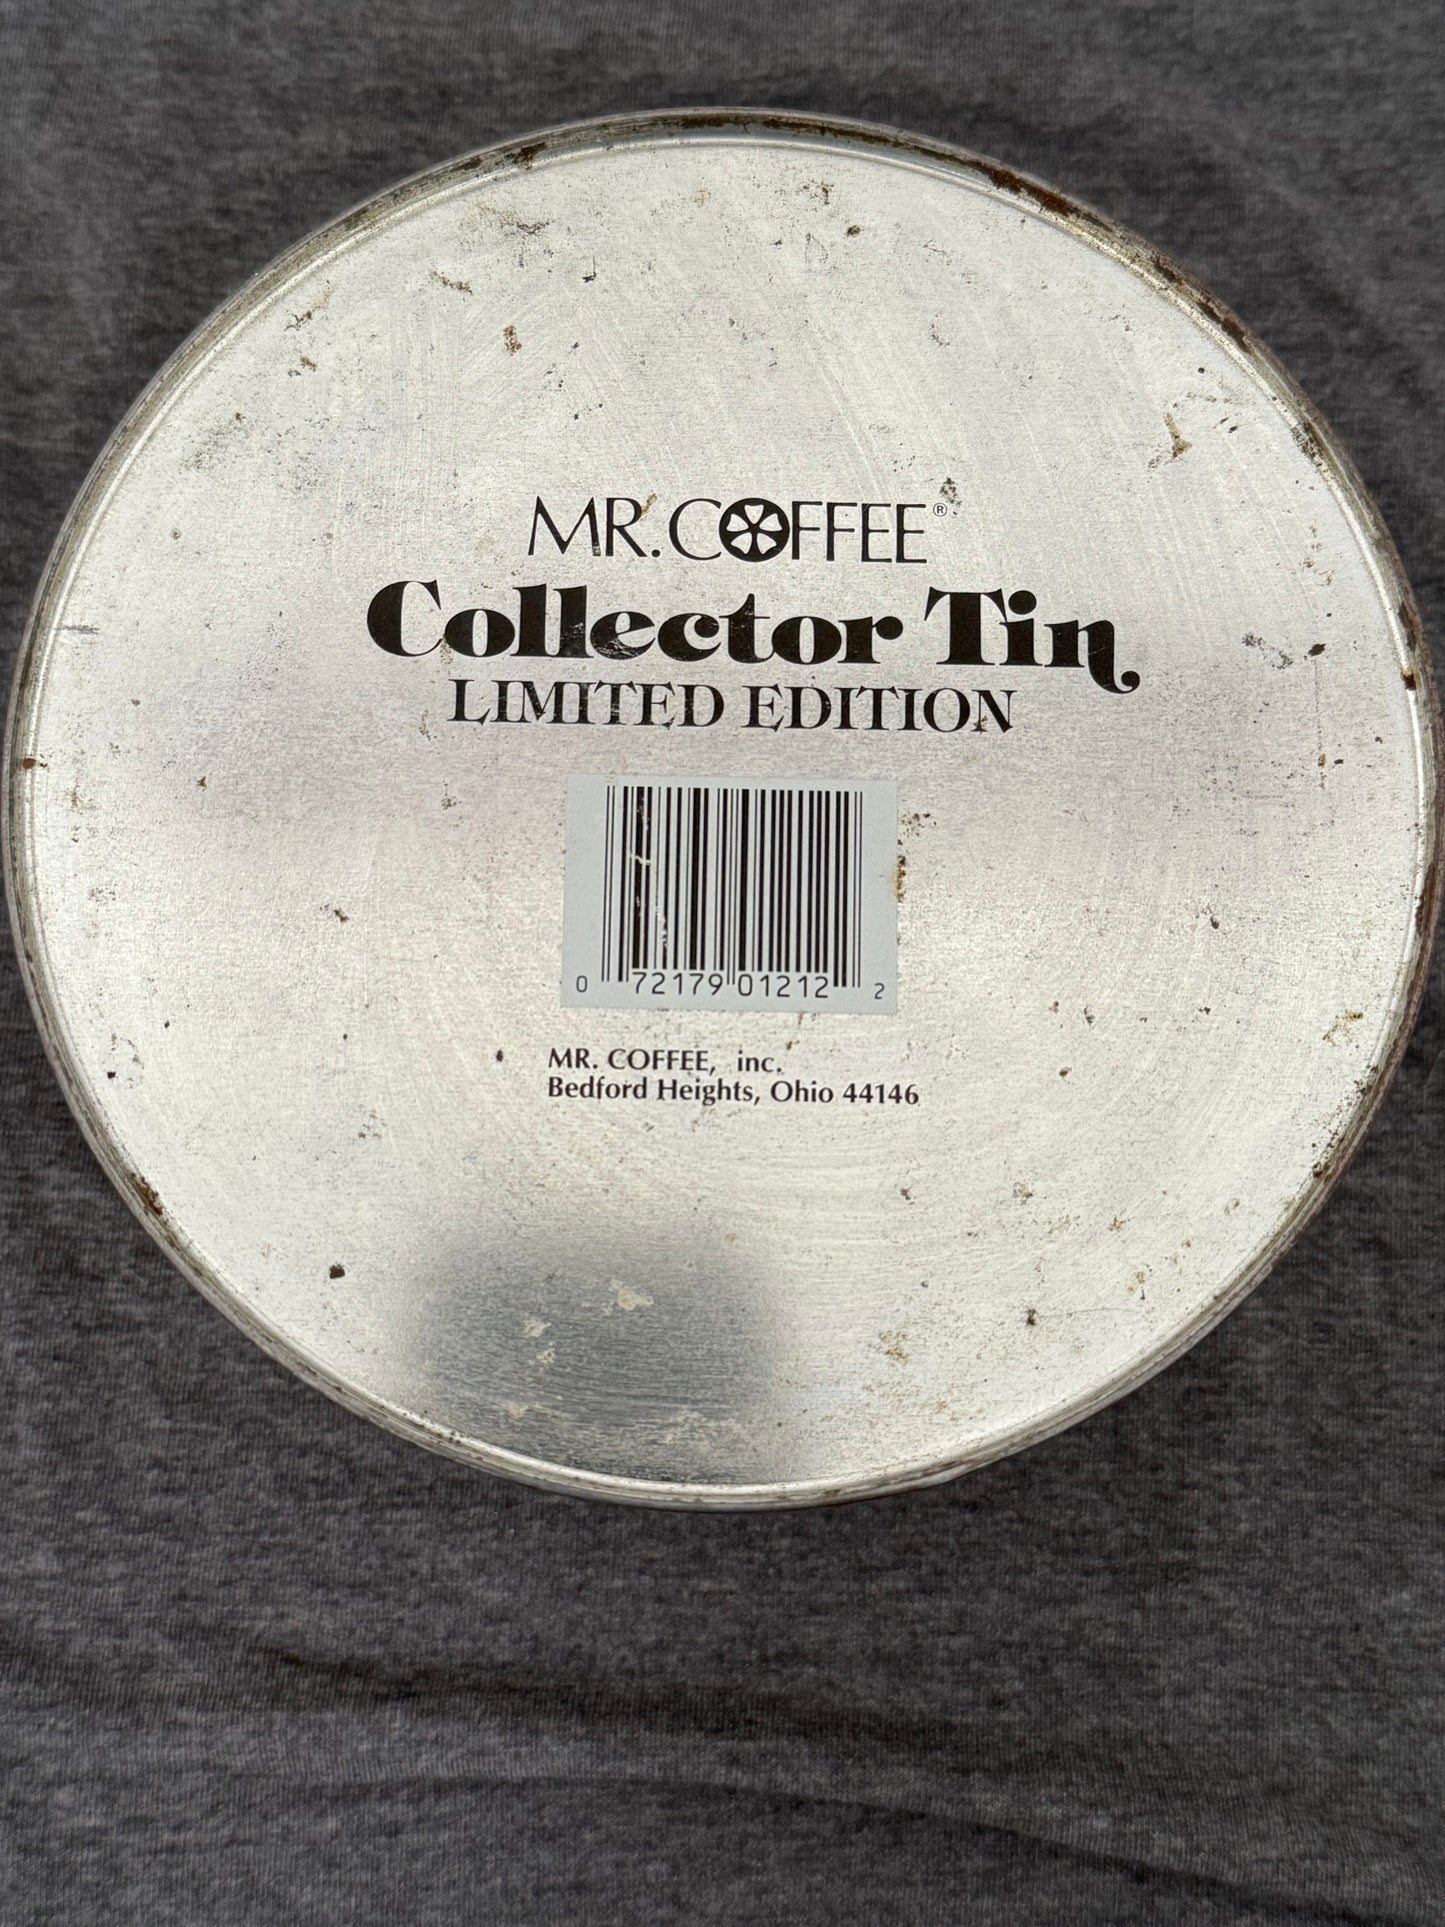 MR. COFFEE®
Collector Tin
LIMITED EDITION
0 72179 01212 2
MR. COFFEE, inc.
Bedford Heights, Ohio 44146